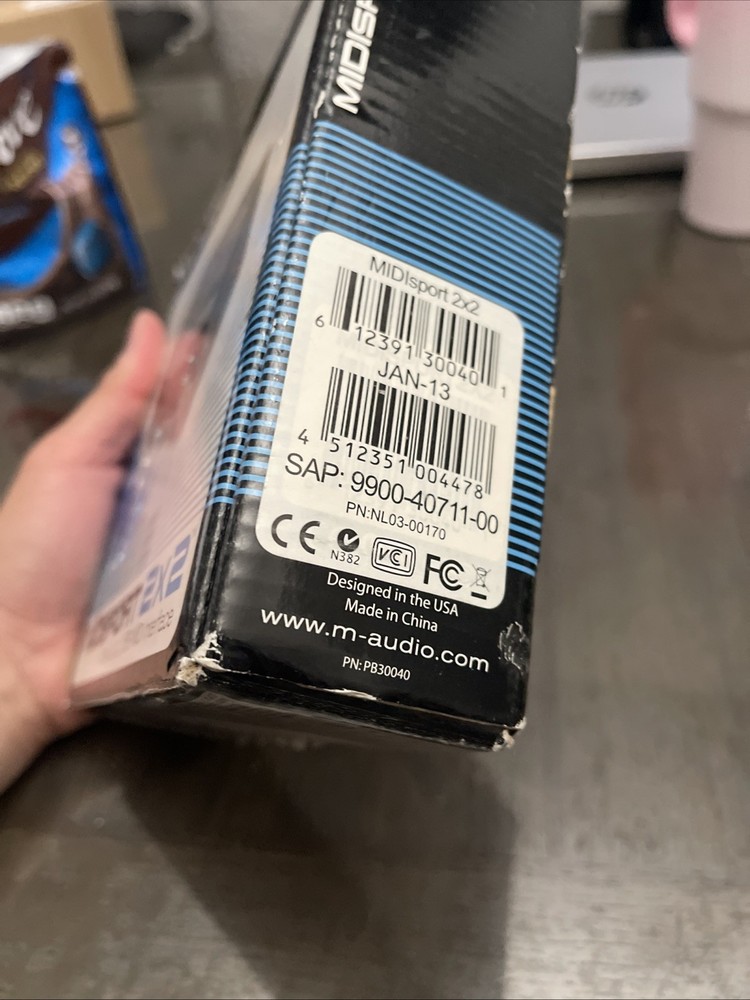 MIDISP
MIDIsport 2x2
6 12391 30040 1
JAN-13
4 512351 004478
SAP: 9900-40711-00
PN:NL03-00170
CE N382 VCI FC
Designed in the USA
Made in China
www.m-audio.com
PN: PB30040
2X2